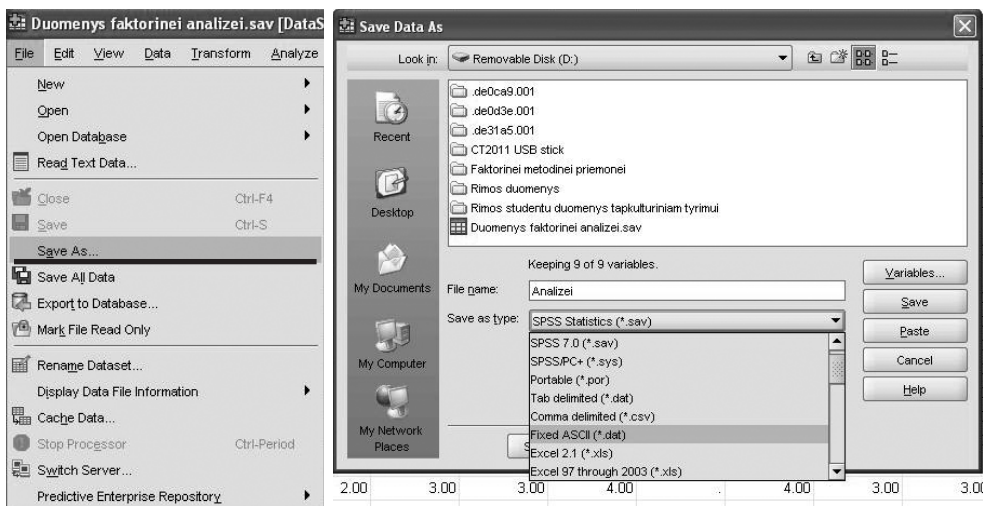 Duomenys faktorinei analizei.sav [DataS
File Edit View Data Transform Analyze
New
Open
Open Database
Read Text Data...
Close Ctrl-F4
Save Ctrl-S
Save As...
Save All Data
Export to Database...
Mark File Read Only
Rename Dataset...
Display Data File Information
Cache Data...
Stop Processor Ctrl-Period
Switch Server...
Predictive Enterprise Repository
Save Data As
Look in: Removable Disk (D:)
Recent
Desktop
My Documents
My Computer
My Network
Places
.de0ca9.001
.de0d3e.001
.de31a5.001
CT2011 USB stick
Faktorinei metodinei priemonei
Rimos duomenys
Rimos studentu duomenys tapkulturiniam tyrimui
Duomenys faktorinei analizei.sav
Keeping 9 of 9 variables.
File name: Analizei
Save as type: SPSS Statistics (*.sav)
SPSS 7.0 (*.sav)
SPSS/PC+ (*.sys)
Portable (*.por)
Tab delimited (*.dat)
Comma delimited (*.csv)
Fixed ASCII (*.dat)
Excel 2.1 (*.xls)
Excel 97 through 2003 (*.xls)
Variables...
Save
Paste
Cancel
Help
2.00 3.00 3.00 4.00 . 4.00 3.00 3.0